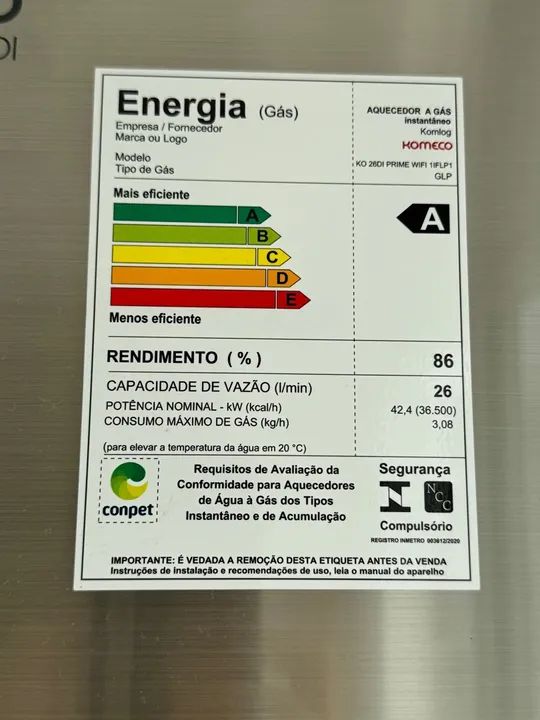 DI
Energia (Gás)
Empresa / Fornecedor
Marca ou Logo
Modelo
Tipo de Gás
AQUECEDOR A GÁS
instantâneo
Komlog
KOMECO
KO 26DI PRIME WIFI 1IFLP1
GLP
Mais eficiente
A
B
C
D
E
Menos eficiente
A
RENDIMENTO ( % ) 86
CAPACIDADE DE VAZÃO (l/min) 26
POTÊNCIA NOMINAL - kW (kcal/h) 42,4 (36.500)
CONSUMO MÁXIMO DE GÁS (kg/h) 3,08
(para elevar a temperatura da água em 20 °C)
conpet
Requisitos de Avaliação da
Conformidade para Aquecedores
de Água à Gás dos Tipos
Instantâneo e de Acumulação
Segurança
NCC
Compulsório
REGISTRO INMETRO 003612/2020
IMPORTANTE: É VEDADA A REMOÇÃO DESTA ETIQUETA ANTES DA VENDA
Instruções de instalação e recomendações de uso, leia o manual do aparelho